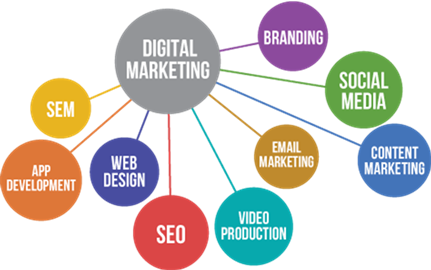 DIGITAL
MARKETING
BRANDING
SOCIAL
MEDIA
SEM
EMAIL
MARKETING
CONTENT
MARKETING
APP
DEVELOPMENT
WEB
DESIGN
SEO
VIDEO
PRODUCTION